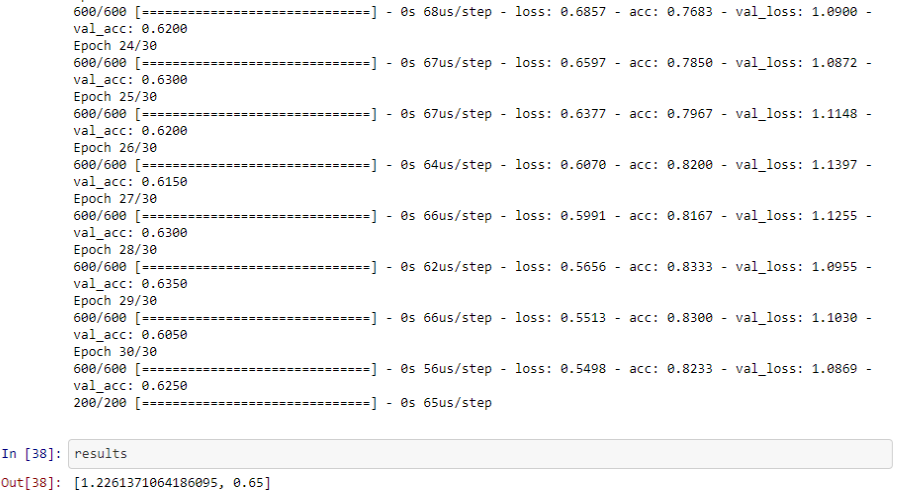 600/600 [==============================] - 0s 68us/step - loss: 0.6857 - acc: 0.7683 - val_loss: 1.0900 -
val_acc: 0.6200
Epoch 24/30
600/600 [==============================] - 0s 67us/step - loss: 0.6597 - acc: 0.7850 - val_loss: 1.0872 -
val_acc: 0.6300
Epoch 25/30
600/600 [==============================] - 0s 67us/step - loss: 0.6377 - acc: 0.7967 - val_loss: 1.1148 -
val_acc: 0.6200
Epoch 26/30
600/600 [==============================] - 0s 64us/step - loss: 0.6070 - acc: 0.8200 - val_loss: 1.1397 -
val_acc: 0.6150
Epoch 27/30
600/600 [==============================] - 0s 66us/step - loss: 0.5991 - acc: 0.8167 - val_loss: 1.1255 -
val_acc: 0.6300
Epoch 28/30
600/600 [==============================] - 0s 62us/step - loss: 0.5656 - acc: 0.8333 - val_loss: 1.0955 -
val_acc: 0.6350
Epoch 29/30
600/600 [==============================] - 0s 66us/step - loss: 0.5513 - acc: 0.8300 - val_loss: 1.1030 -
val_acc: 0.6050
Epoch 30/30
600/600 [==============================] - 0s 56us/step - loss: 0.5498 - acc: 0.8233 - val_loss: 1.0869 -
val_acc: 0.6250
200/200 [==============================] - 0s 65us/step
In [38]: results
Out[38]: [1.2261371064186095, 0.65]